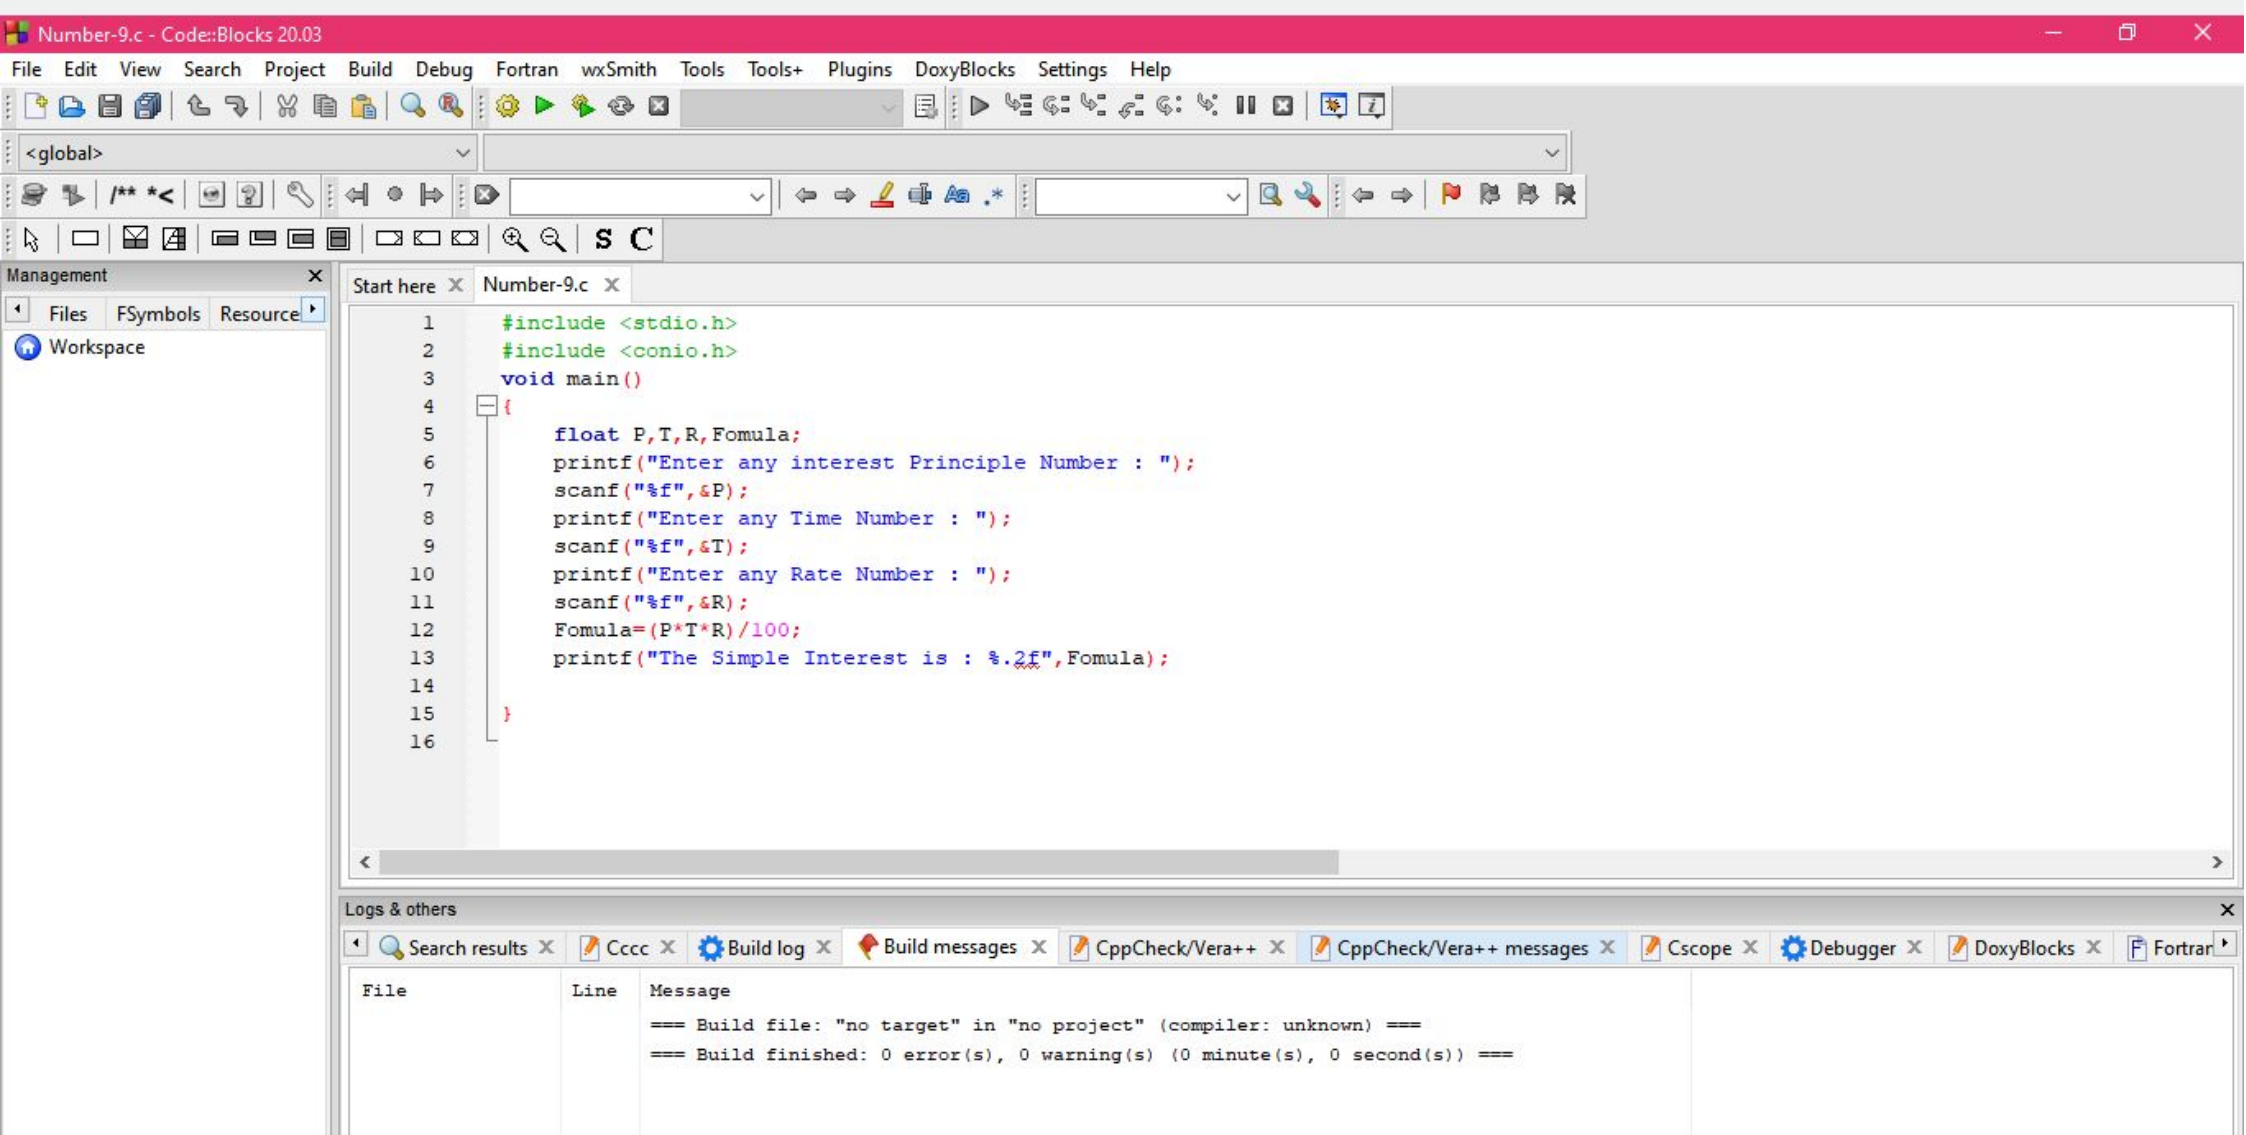 Number-9.c - Code::Blocks 20.03
File Edit View Search Project Build Debug Fortran wxSmith Tools Tools+ Plugins DoxyBlocks Settings Help
<global>
/** *<
Aa .*
S C
Management
Start here Number-9.c
Files FSymbols Resource
Workspace
1 #include <stdio.h>
2 #include <conio.h>
3 void main()
4 {
5 float P,T,R,Fomula;
6 printf("Enter any interest Principle Number : ");
7 scanf("%f",&P);
8 printf("Enter any Time Number : ");
9 scanf("%f",&T);
10 printf("Enter any Rate Number : ");
11 scanf("%f",&R);
12 Fomula=(P*T*R)/100;
13 printf("The Simple Interest is : %.2f",Fomula);
14
15 }
16
Logs & others
Search results Cccc Build log Build messages CppCheck/Vera++ CppCheck/Vera++ messages Cscope Debugger DoxyBlocks Fortran
File Line Message
=== Build file: "no target" in "no project" (compiler: unknown) ===
=== Build finished: 0 error(s), 0 warning(s) (0 minute(s), 0 second(s)) ===